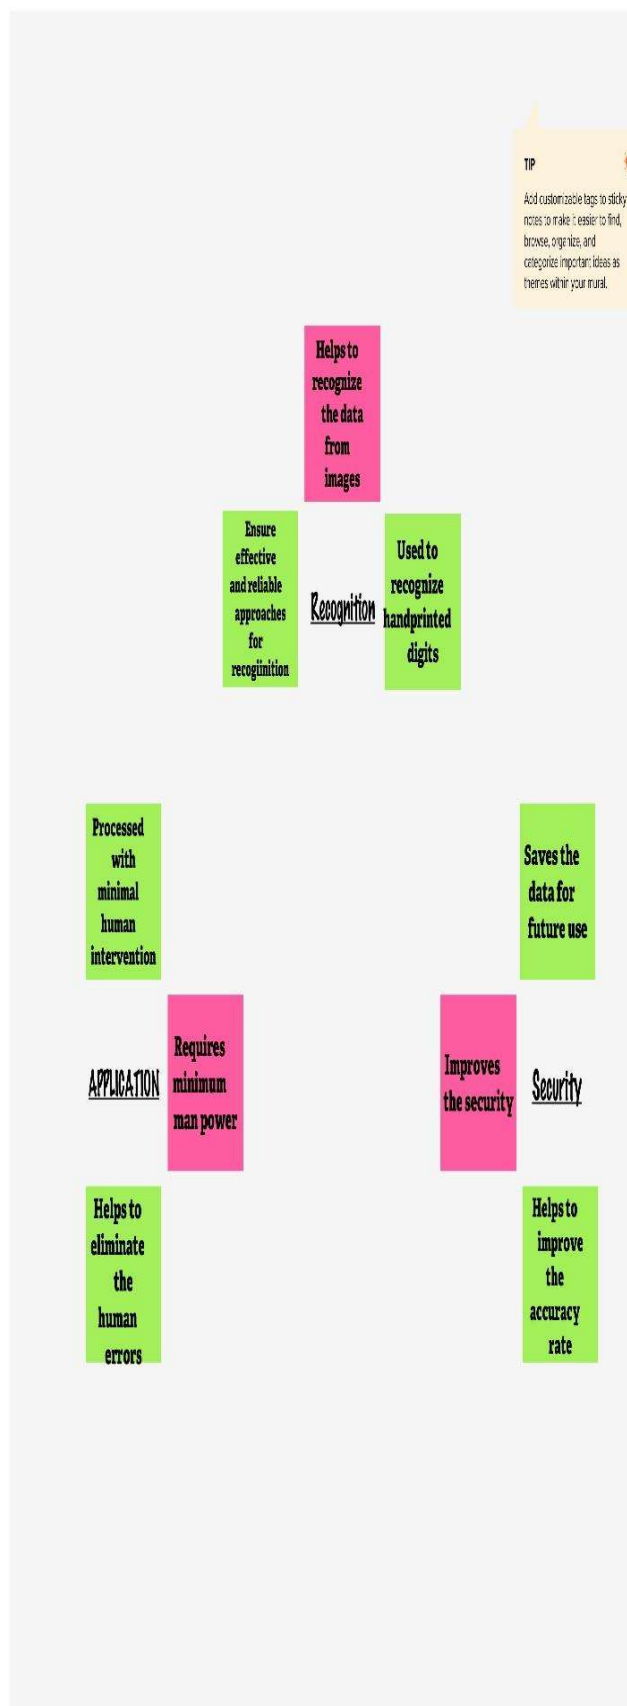 TIP
Add customizable tags to sticky
notes to make it easier to find,
browse, organize, and
categorize important ideas as
themes within your mural.
Helps to
recognize
the data
from
images
Ensure
effective
and reliable
approaches
for
recogiinition
Recognition
Used to
recognize
handprinted
digits
Processed
with
minimal
human
intervention
Saves the
data for
future use
APPLICATION
Requires
minimum
man power
Improves
the security
Security
Helps to
eliminate
the
human
errors
Helps to
improve
the
accuracy
rate